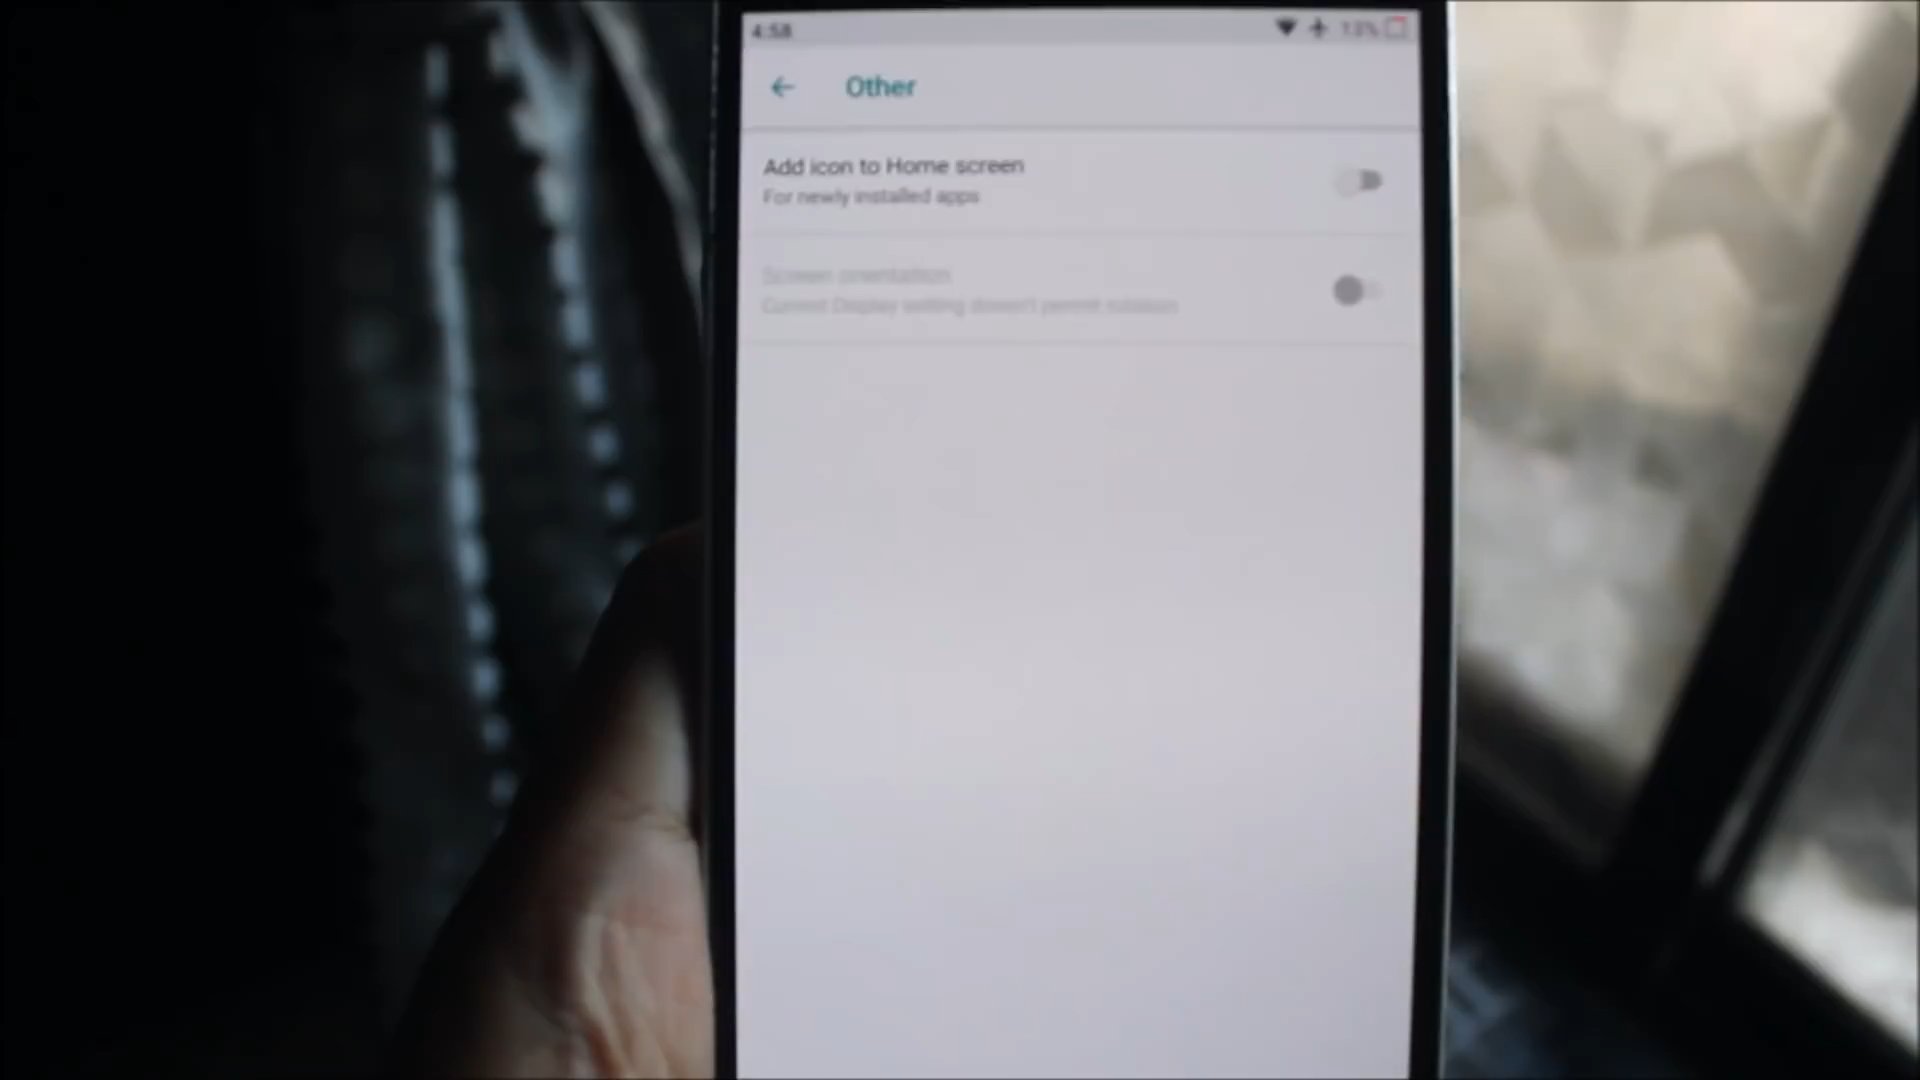 4:58 13%
Other
Add icon to Home screen
For newly installed apps
Screen orientation
Current Display setting doesn't permit rotation